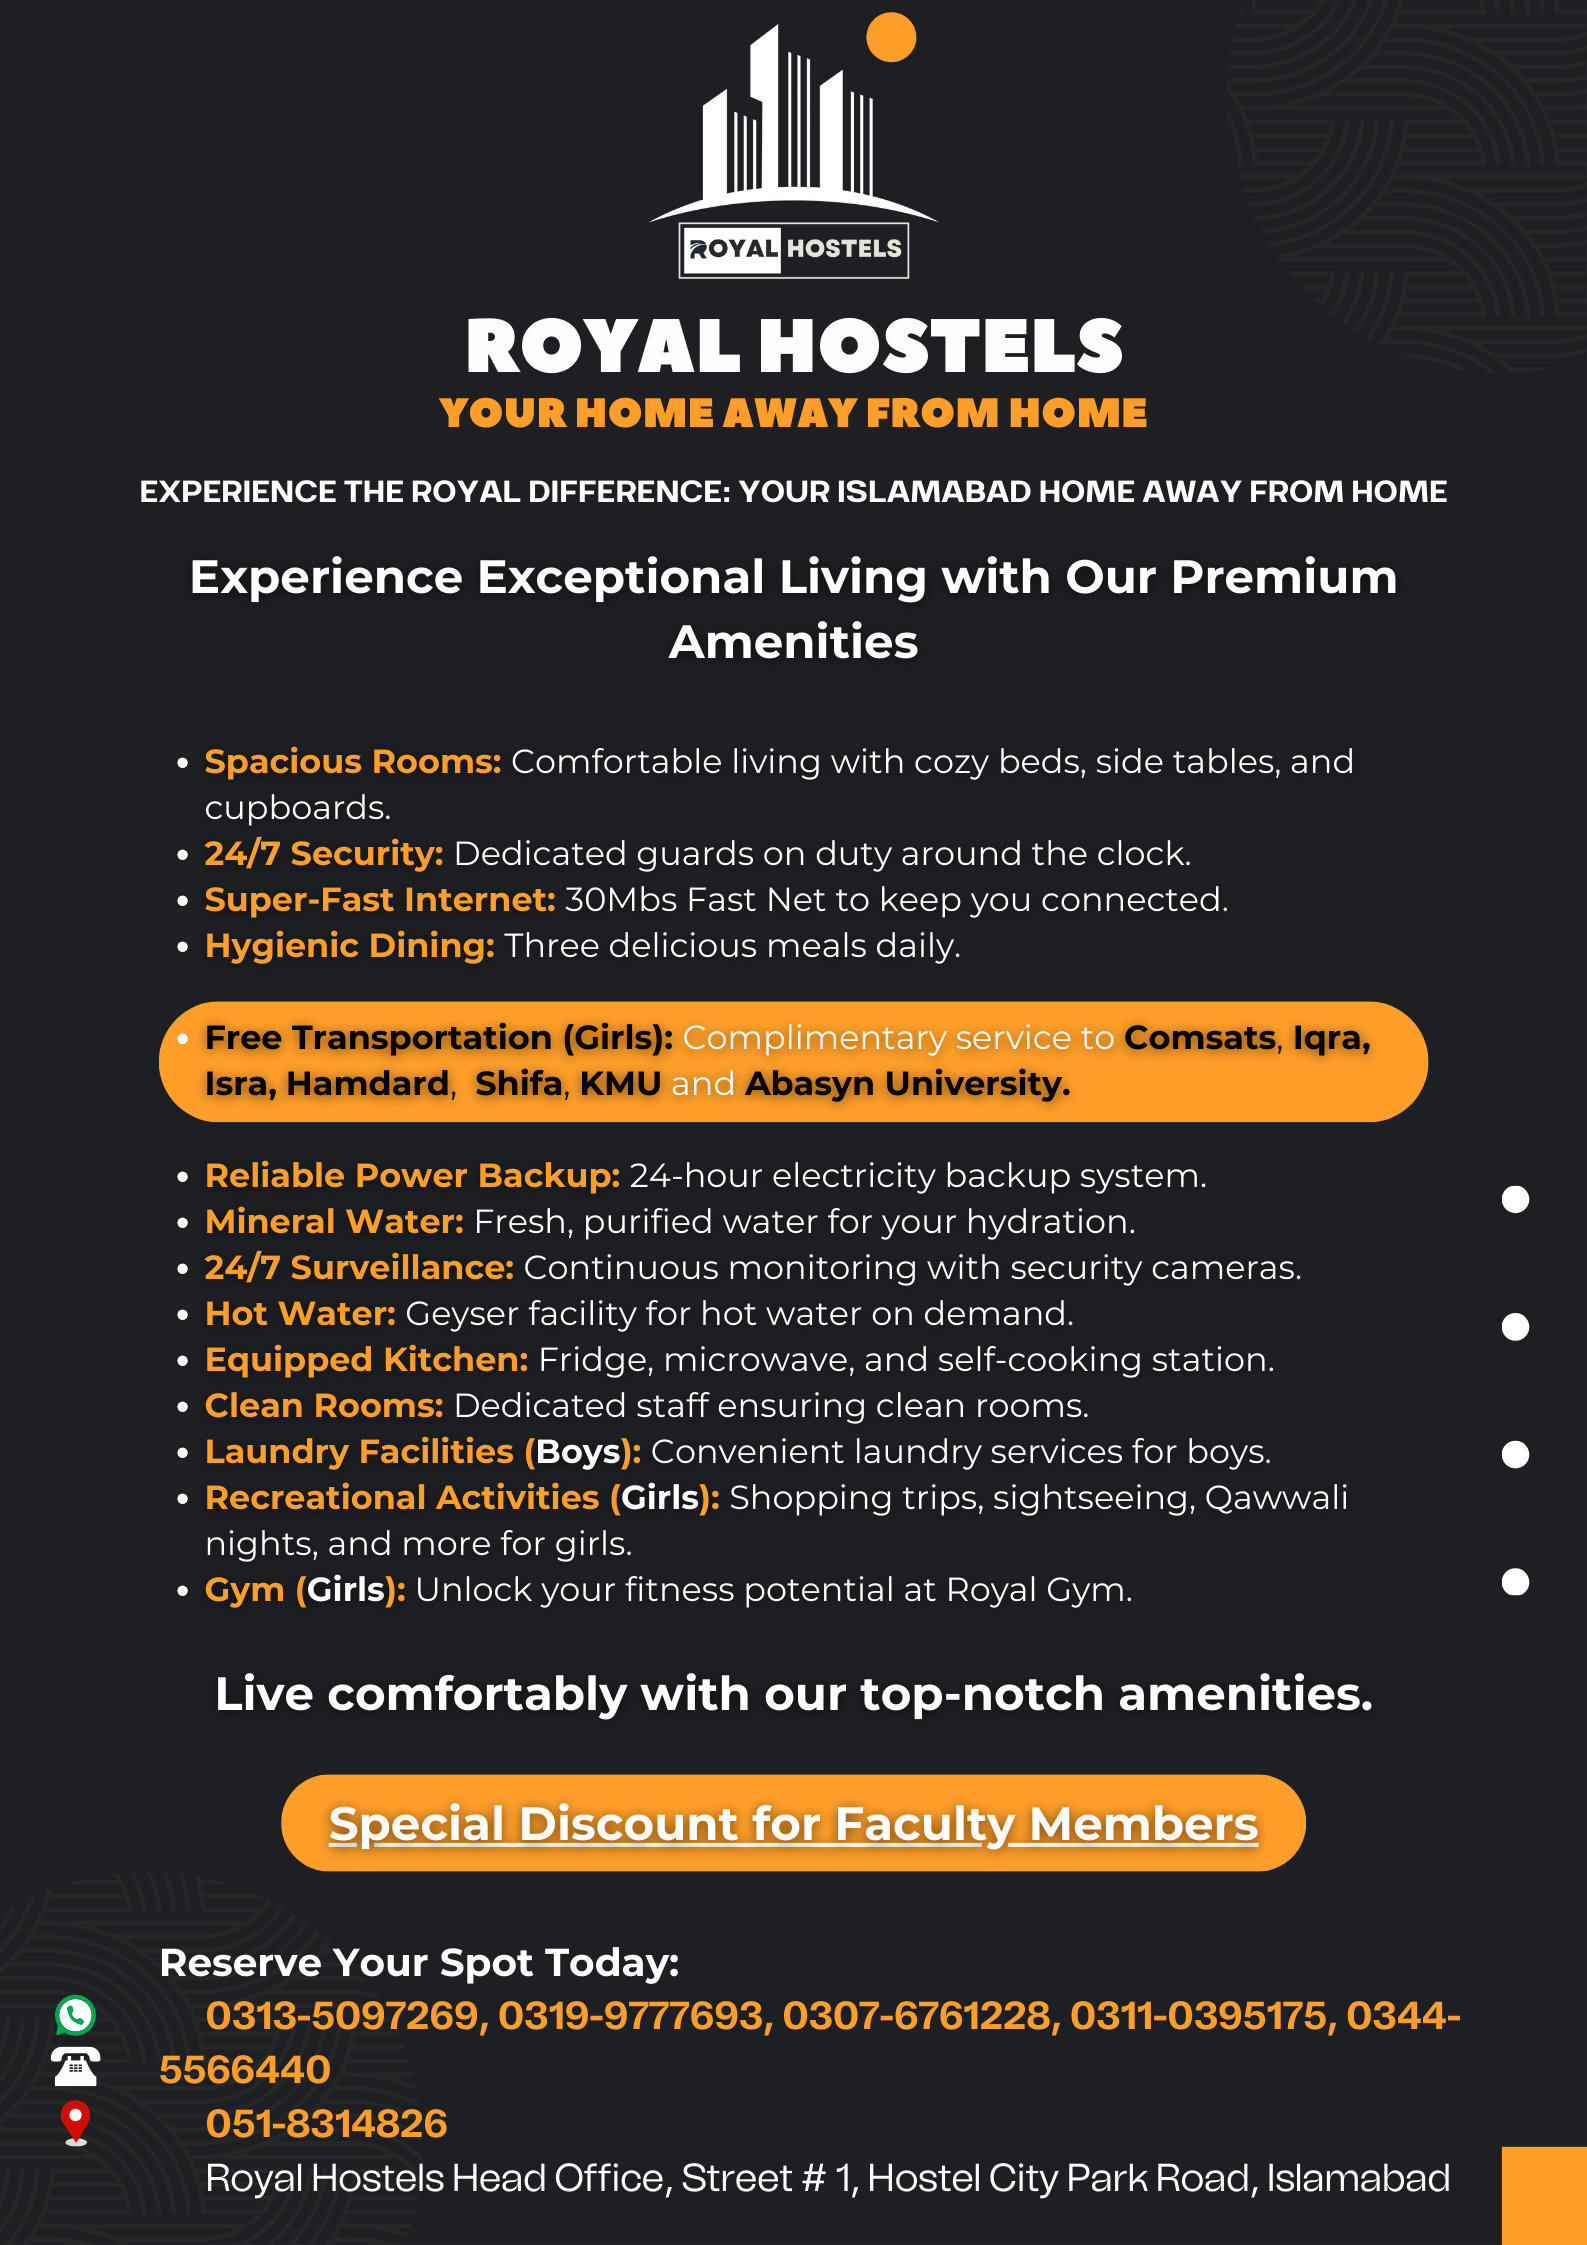 ROYAL HOSTELS
ROYAL HOSTELS
YOUR HOME AWAY FROM HOME
EXPERIENCE THE ROYAL DIFFERENCE: YOUR ISLAMABAD HOME AWAY FROM HOME
Experience Exceptional Living with Our Premium
Amenities
• Spacious Rooms: Comfortable living with cozy beds, side tables, and
cupboards.
• 24/7 Security: Dedicated guards on duty around the clock.
• Super-Fast Internet: 30Mbs Fast Net to keep you connected.
• Hygienic Dining: Three delicious meals daily.
• Free Transportation (Girls): Complimentary service to Comsats, Iqra,
Isra, Hamdard, Shifa, KMU and Abasyn University.
• Reliable Power Backup: 24-hour electricity backup system.
• Mineral Water: Fresh, purified water for your hydration.
• 24/7 Surveillance: Continuous monitoring with security cameras.
• Hot Water: Geyser facility for hot water on demand.
• Equipped Kitchen: Fridge, microwave, and self-cooking station.
• Clean Rooms: Dedicated staff ensuring clean rooms.
• Laundry Facilities (Boys): Convenient laundry services for boys.
• Recreational Activities (Girls): Shopping trips, sightseeing, Qawwali
nights, and more for girls.
• Gym (Girls): Unlock your fitness potential at Royal Gym.
Live comfortably with our top-notch amenities.
Special Discount for Faculty Members
Reserve Your Spot Today:
0313-5097269, 0319-9777693, 0307-6761228, 0311-0395175, 0344-
5566440
051-8314826
Royal Hostels Head Office, Street # 1, Hostel City Park Road, Islamabad